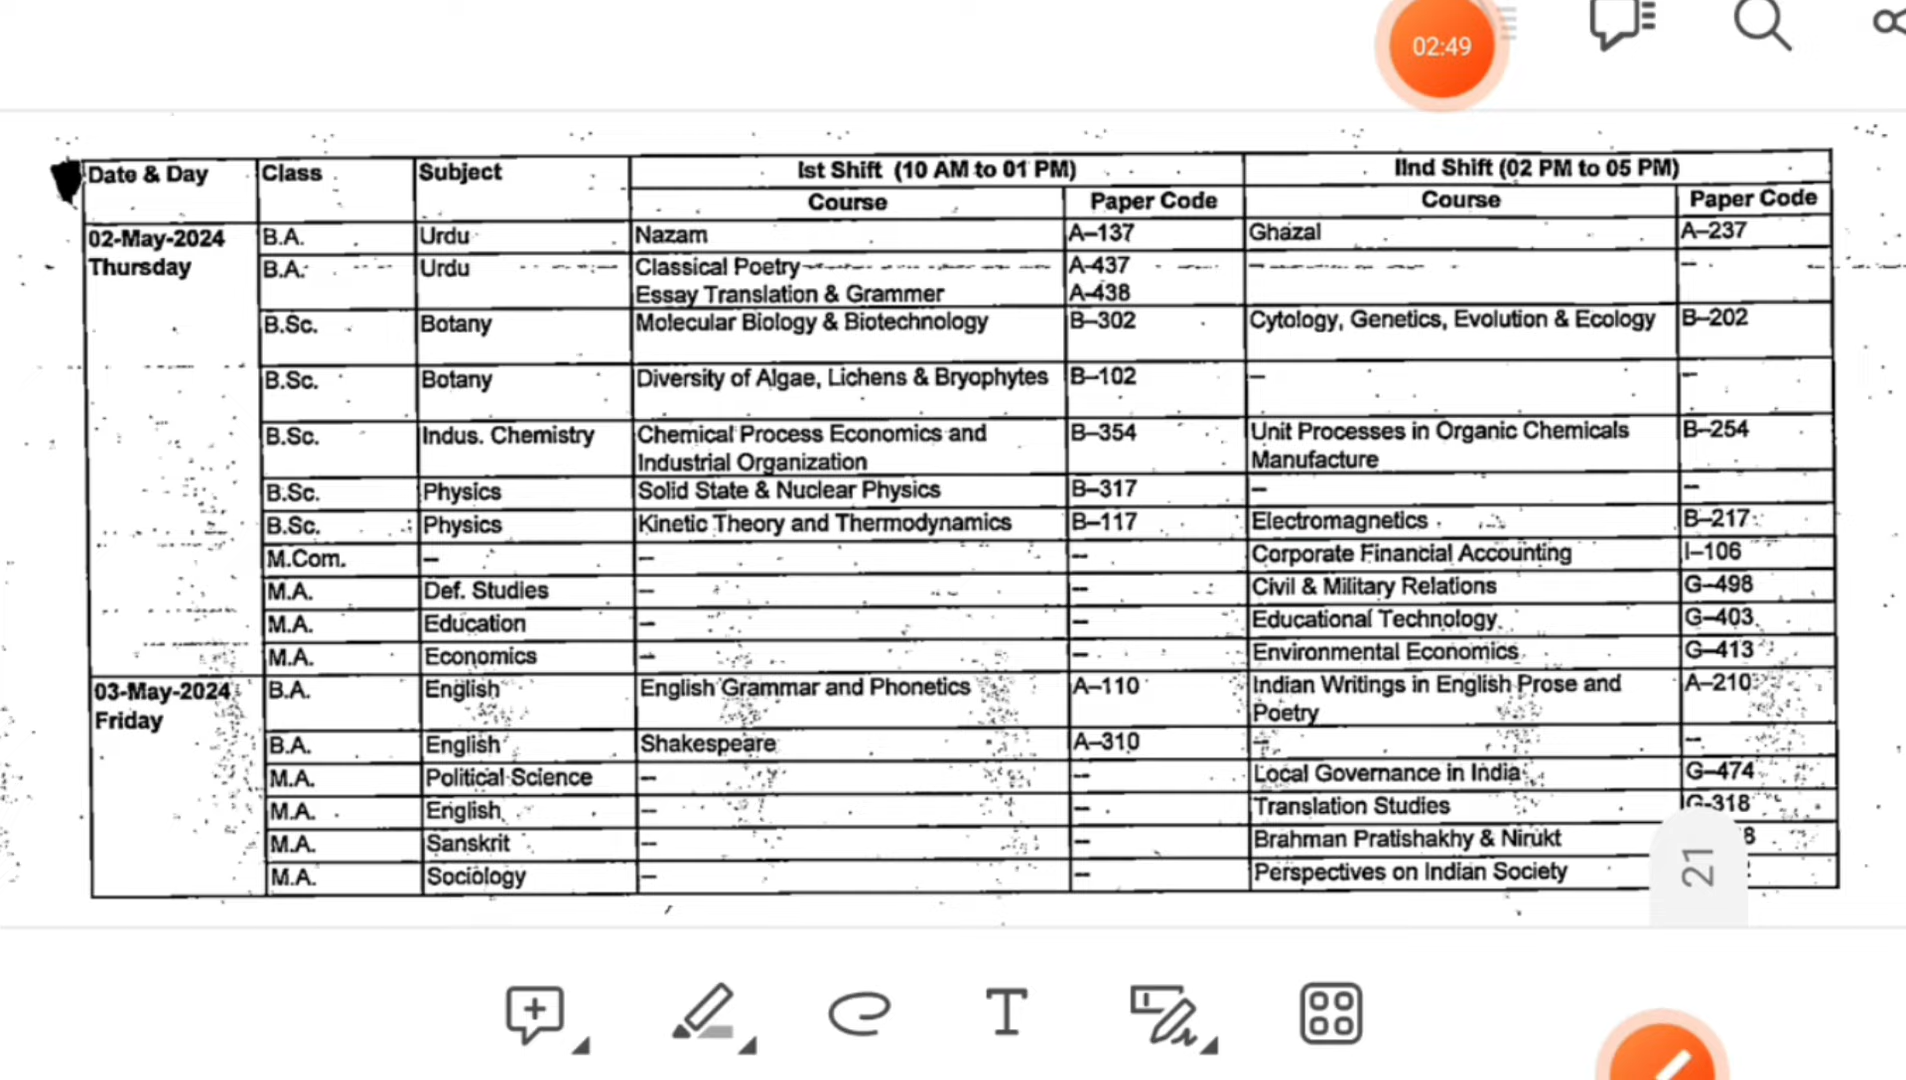 02:49
Date & Day Class Subject Ist Shift (10 AM to 01 PM) IInd Shift (02 PM to 05 PM)
Course Paper Code Course Paper Code
02-May-2024 B.A. Urdu Nazam A–137 Ghazal A–237
Thursday B.A. Urdu Classical Poetry A-437 – –
Essay Translation & Grammer A-438
B.Sc. Botany Molecular Biology & Biotechnology B–302 Cytology, Genetics, Evolution & Ecology B–202
B.Sc. Botany Diversity of Algae, Lichens & Bryophytes B–102 – –
B.Sc. Indus. Chemistry Chemical Process Economics and B–354 Unit Processes in Organic Chemicals B–254
Industrial Organization Manufacture
B.Sc. Physics Solid State & Nuclear Physics B–317 – –
B.Sc. Physics Kinetic Theory and Thermodynamics B–117 Electromagnetics B–217
M.Com. – – – Corporate Financial Accounting I–106
M.A. Def. Studies – – Civil & Military Relations G–498
M.A. Education – – Educational Technology G–403
M.A. Economics – – Environmental Economics G–413
03-May-2024 B.A. English English Grammar and Phonetics A–110 Indian Writings in English Prose and A–210
Friday Poetry
B.A. English Shakespeare A–310 – –
M.A. Political Science – – Local Governance in India G–474
M.A. English – – Translation Studies G-318
M.A. Sanskrit – – Brahman Pratishakhy & Nirukt 8
M.A. Sociology – – Perspectives on Indian Society
21
T